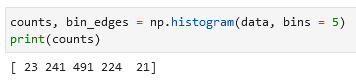 counts, bin_edges = np.histogram(data, bins = 5)
print(counts)
[ 23 241 491 224  21]